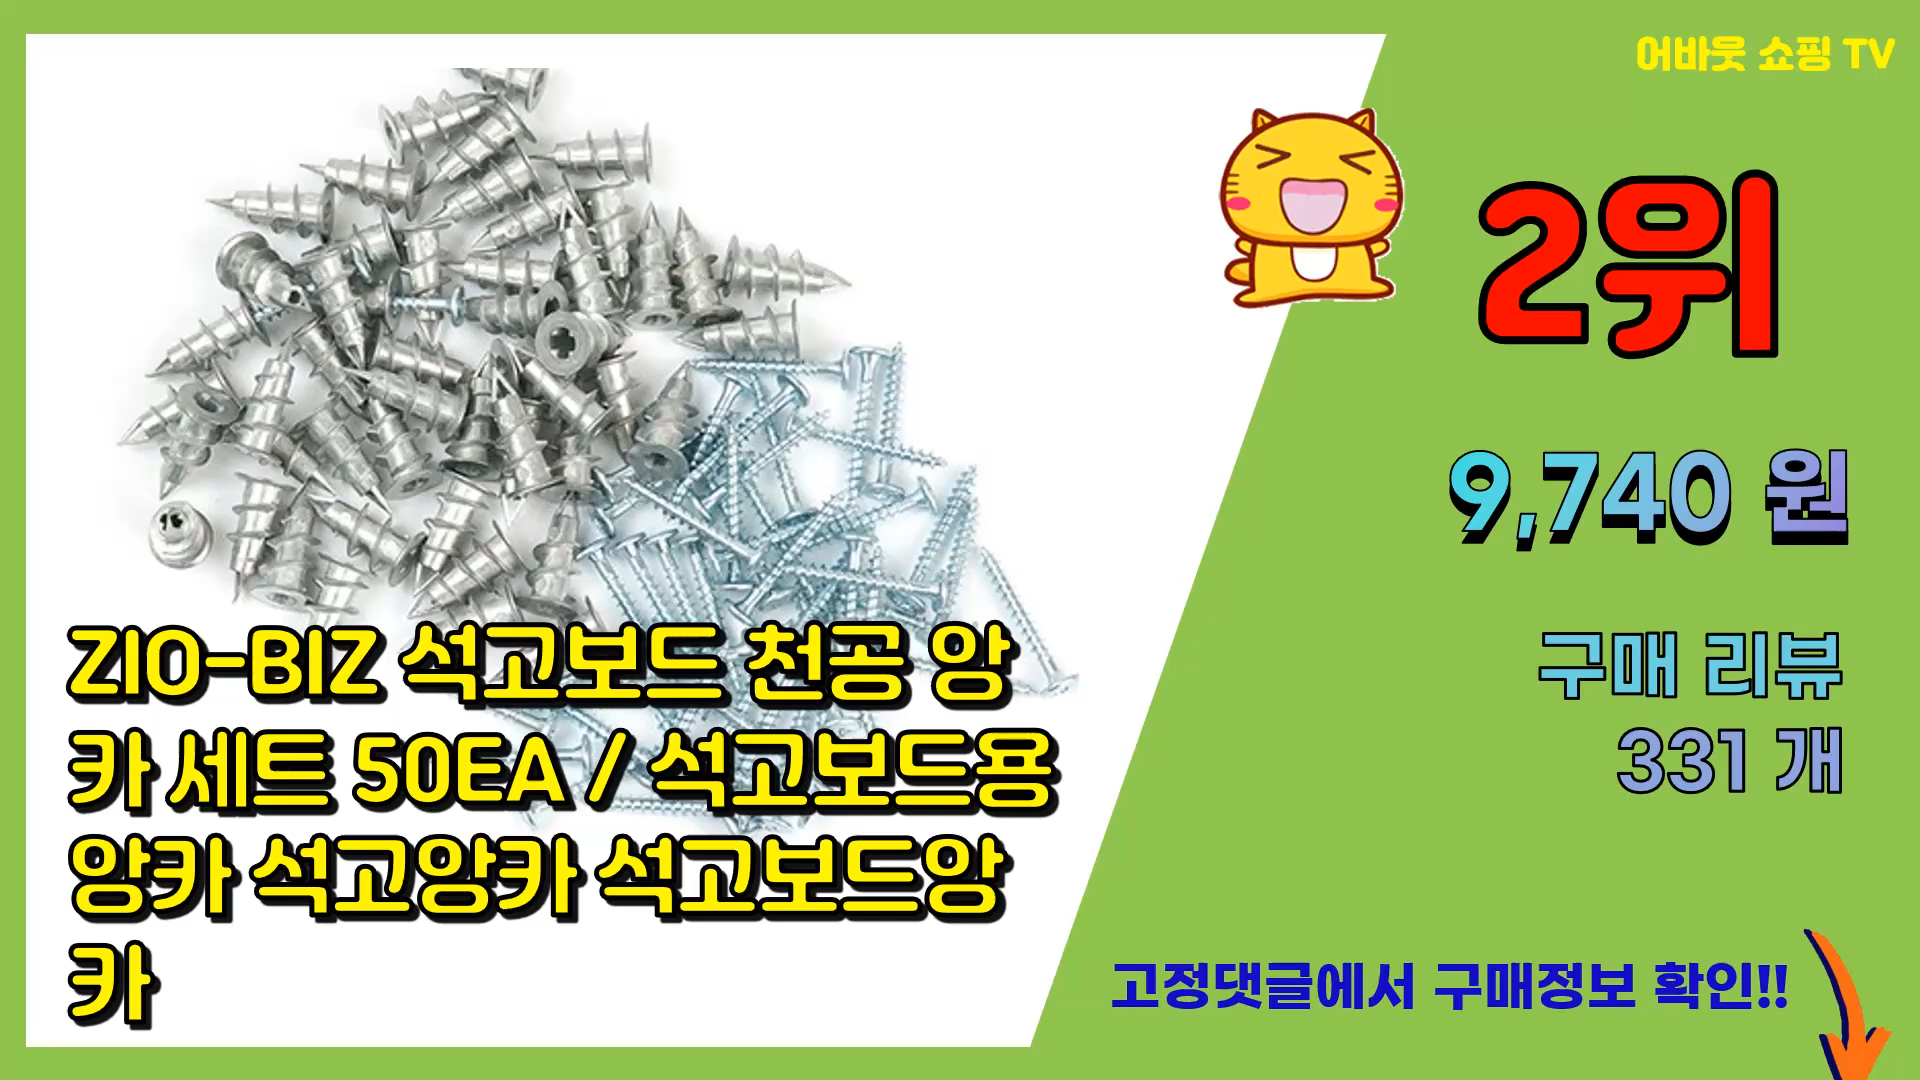 어바웃 쇼핑 TV
2위
9,740 원
구매 리뷰
331 개
ZIO-BIZ 석고보드 천공 앙
카 세트 50EA / 석고보드용
앙카 석고앙카 석고보드앙
카
고정댓글에서 구매정보 확인!!